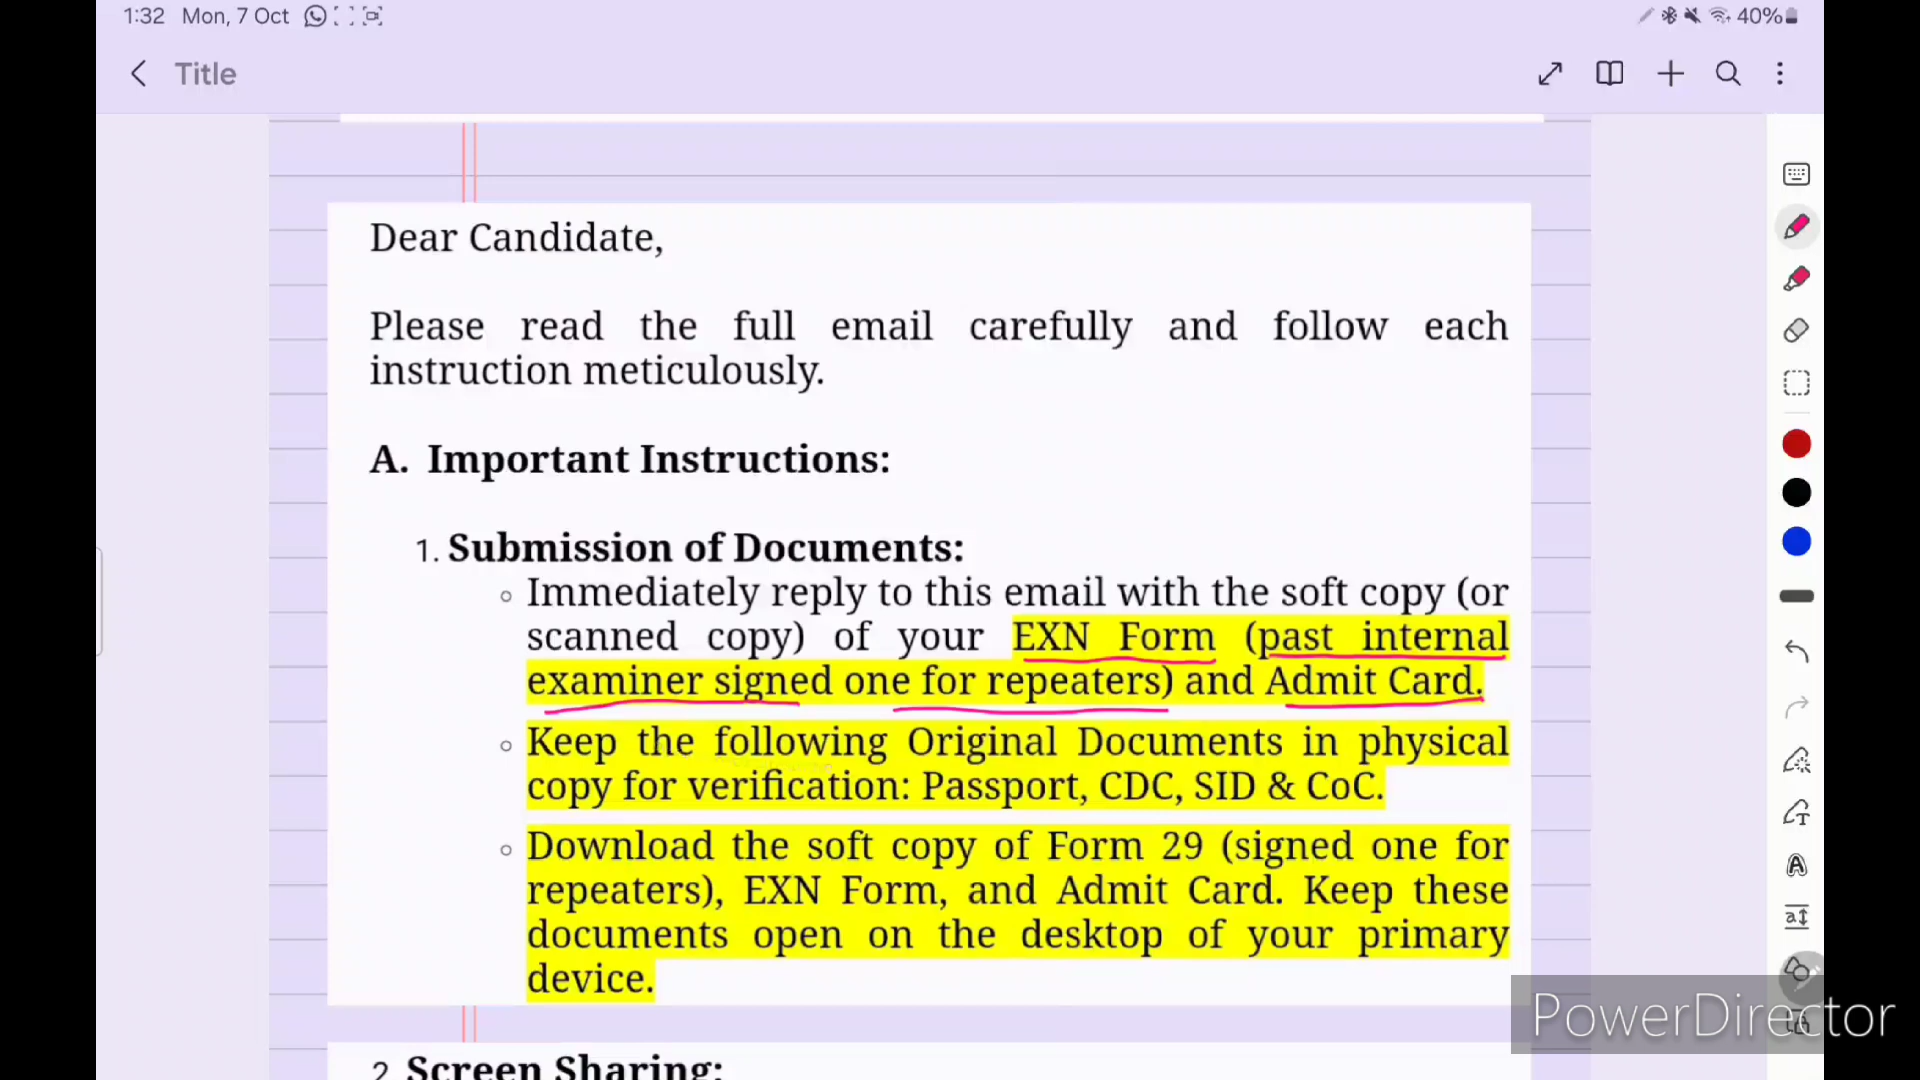 1:32 Mon, 7 Oct
40%
Title
Dear Candidate,
Please read the full email carefully and follow each
instruction meticulously.
A. Important Instructions:
1. Submission of Documents:
Immediately reply to this email with the soft copy (or
scanned copy) of your EXN Form (past internal
examiner signed one for repeaters) and Admit Card.
Keep the following Original Documents in physical
copy for verification: Passport, CDC, SID & CoC.
Download the soft copy of Form 29 (signed one for
repeaters), EXN Form, and Admit Card. Keep these
documents open on the desktop of your primary
device.
PowerDirector
2. Screen Sharing: